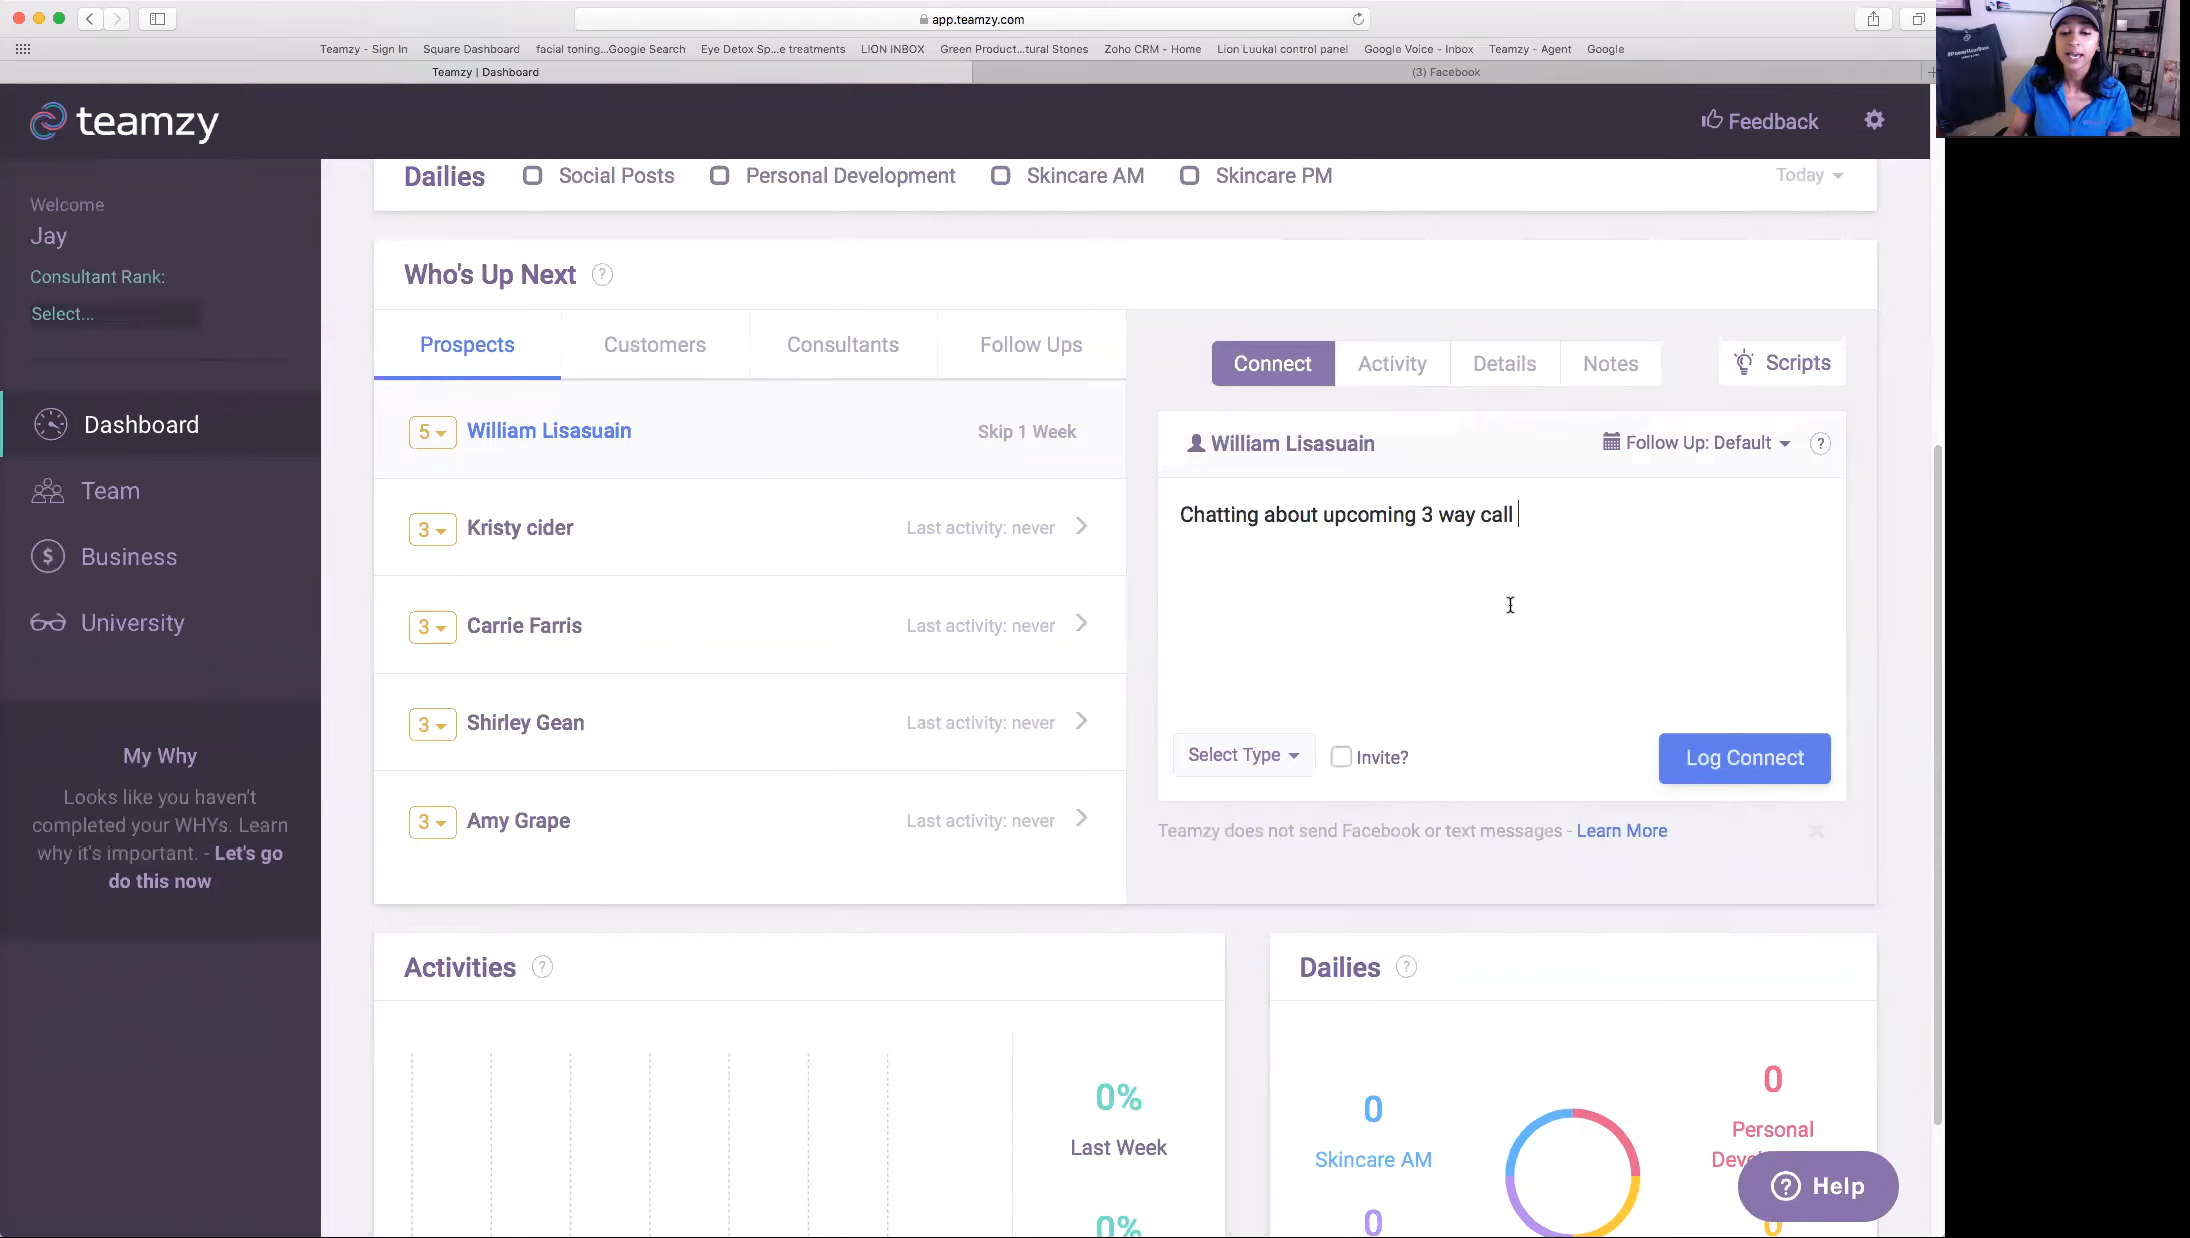 app.teamzy.com
Teamzy - Sign In
Square Dashboard
facial toning...Google Search
Eye Detox Sp...e treatments
LION INBOX
Green Product...tural Stones
Zoho CRM - Home
Lion Luukal control panel
Google Voice - Inbox
Teamzy - Agent
Google
Teamzy | Dashboard
(3) Facebook
teamzy
Feedback
Welcome
Jay
Consultant Rank:
Select...
Dashboard
Team
Business
University
My Why
Looks like you haven't
completed your WHYs. Learn
why it's important. - Let's go
do this now
Dailies
Social Posts
Personal Development
Skincare AM
Skincare PM
Today
Who's Up Next ?
Prospects
Customers
Consultants
Follow Ups
5 William Lisasuain Skip 1 Week
3 Kristy cider Last activity: never
3 Carrie Farris Last activity: never
3 Shirley Gean Last activity: never
3 Amy Grape Last activity: never
Connect
Activity
Details
Notes
Scripts
William Lisasuain
Follow Up: Default ?
Chatting about upcoming 3 way call
Select Type
Invite?
Log Connect
Teamzy does not send Facebook or text messages - Learn More
Activities ?
0%
Last Week
0%
Dailies ?
0
Skincare AM
0
0
Personal
0
? Help